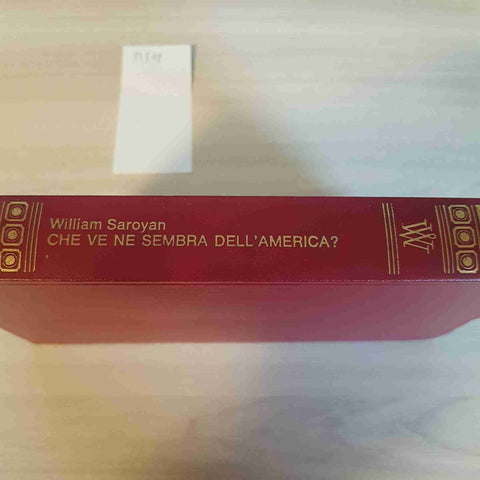 William Saroyan
CHE VE NE SEMBRA DELL'AMERICA?